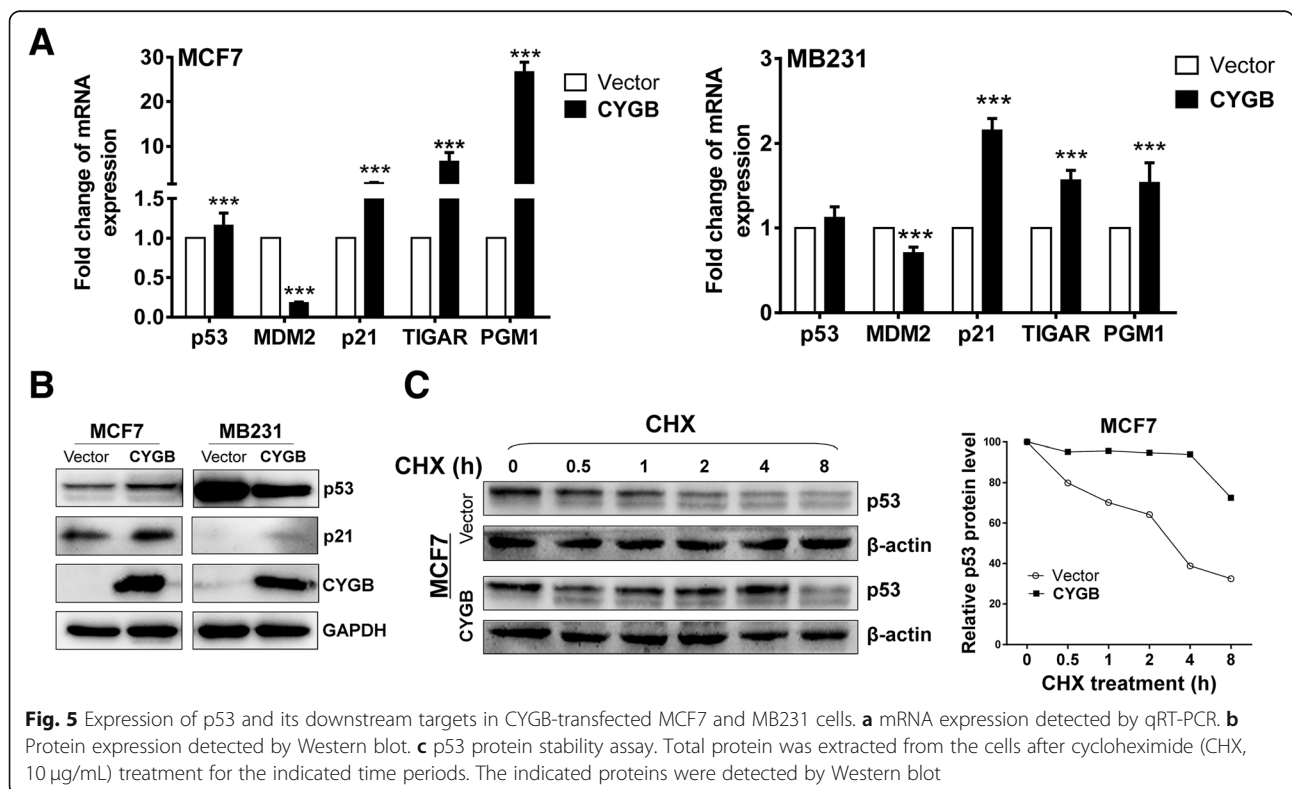 A
MCF7
Vector
CYGB
Fold change of mRNA
expression
30
20
10
1.5
1.0
0.5
0.0
***
***
***
***
***
p53 MDM2 p21 TIGAR PGM1
MB231
Vector
CYGB
Fold change of mRNA
expression
3
2
1
0
***
***
***
***
p53 MDM2 p21 TIGAR PGM1
B
MCF7 MB231
Vector CYGB Vector CYGB
p53
p21
CYGB
GAPDH
C
CHX
CHX (h) 0 0.5 1 2 4 8
MCF7
Vector
p53
β-actin
CYGB
p53
β-actin
MCF7
Relative p53 protein level
100
80
60
40
20
0
Vector
CYGB
0 0.5 1 2 4 8
CHX treatment (h)
Fig. 5 Expression of p53 and its downstream targets in CYGB-transfected MCF7 and MB231 cells. a mRNA expression detected by qRT-PCR. b
Protein expression detected by Western blot. c p53 protein stability assay. Total protein was extracted from the cells after cycloheximide (CHX,
10 μg/mL) treatment for the indicated time periods. The indicated proteins were detected by Western blot